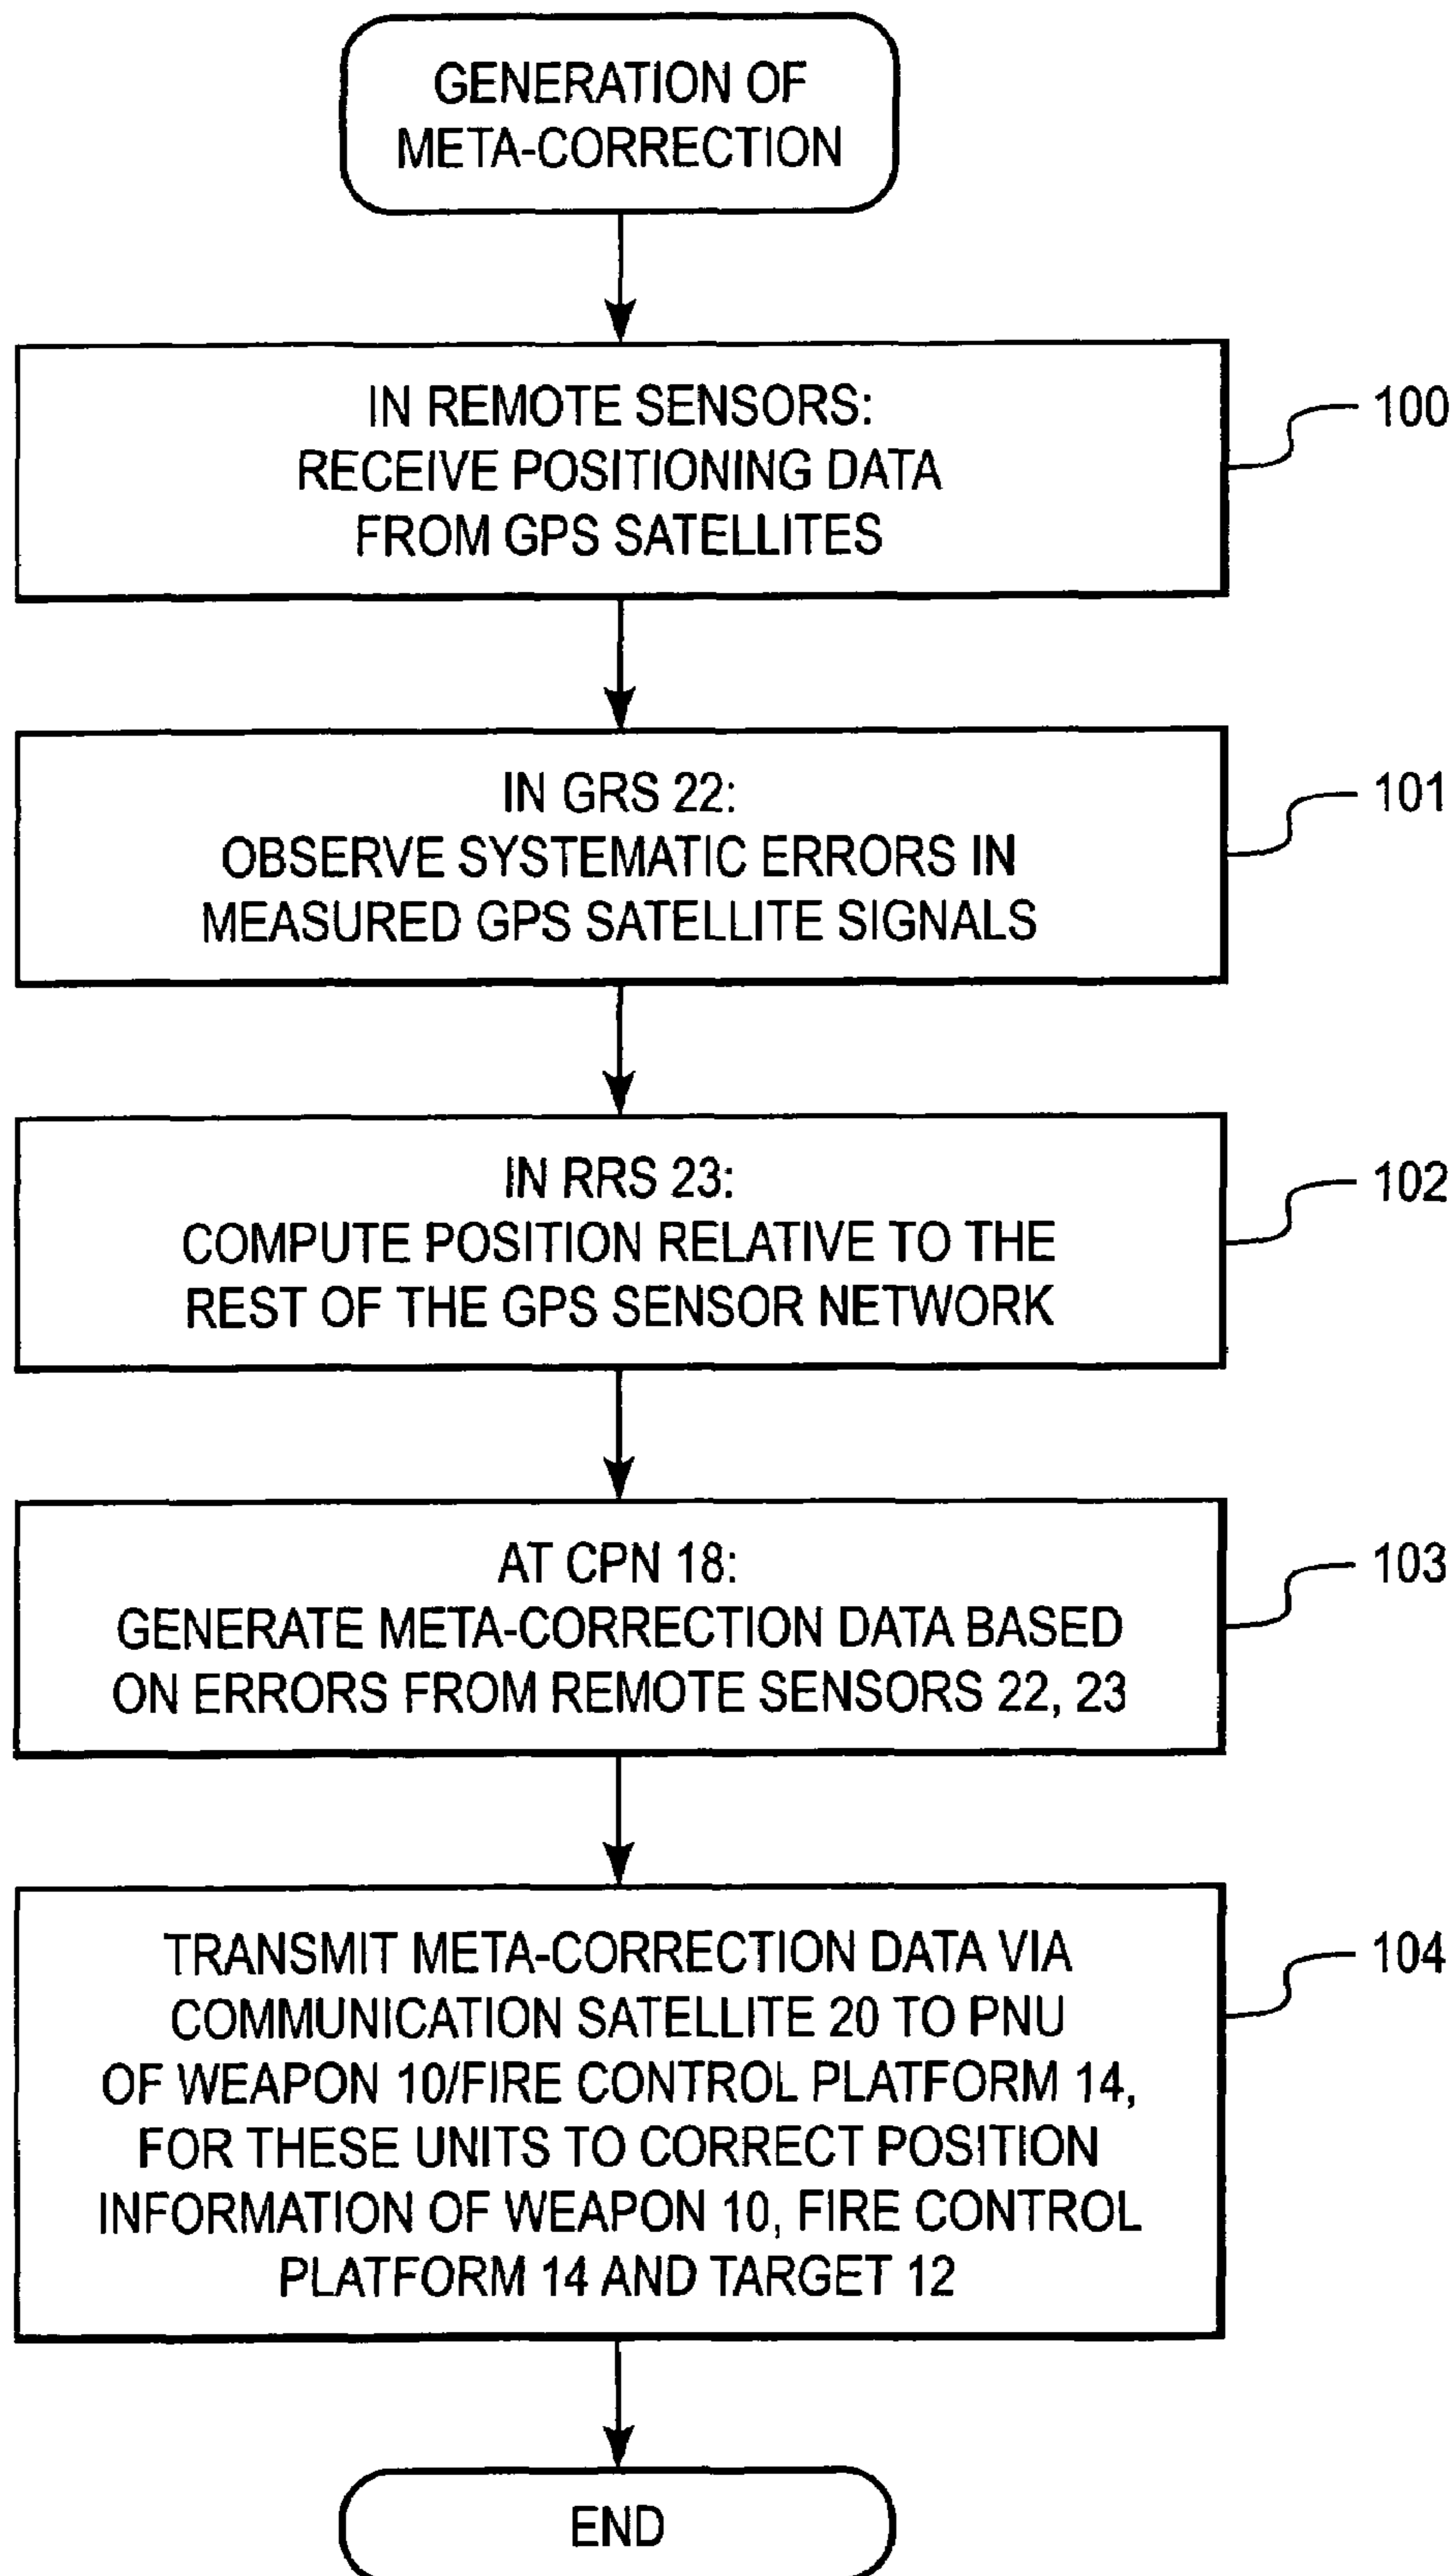 GENERATION OF
META-CORRECTION
IN REMOTE SENSORS:
RECEIVE POSITIONING DATA
FROM GPS SATELLITES
100
IN GRS 22:
OBSERVE SYSTEMATIC ERRORS IN
MEASURED GPS SATELLITE SIGNALS
101
IN RRS 23:
COMPUTE POSITION RELATIVE TO THE
REST OF THE GPS SENSOR NETWORK
102
AT CPN 18:
GENERATE META-CORRECTION DATA BASED
ON ERRORS FROM REMOTE SENSORS 22, 23
103
TRANSMIT META-CORRECTION DATA VIA
COMMUNICATION SATELLITE 20 TO PNU
OF WEAPON 10/FIRE CONTROL PLATFORM 14,
FOR THESE UNITS TO CORRECT POSITION
INFORMATION OF WEAPON 10, FIRE CONTROL
PLATFORM 14 AND TARGET 12
104
END